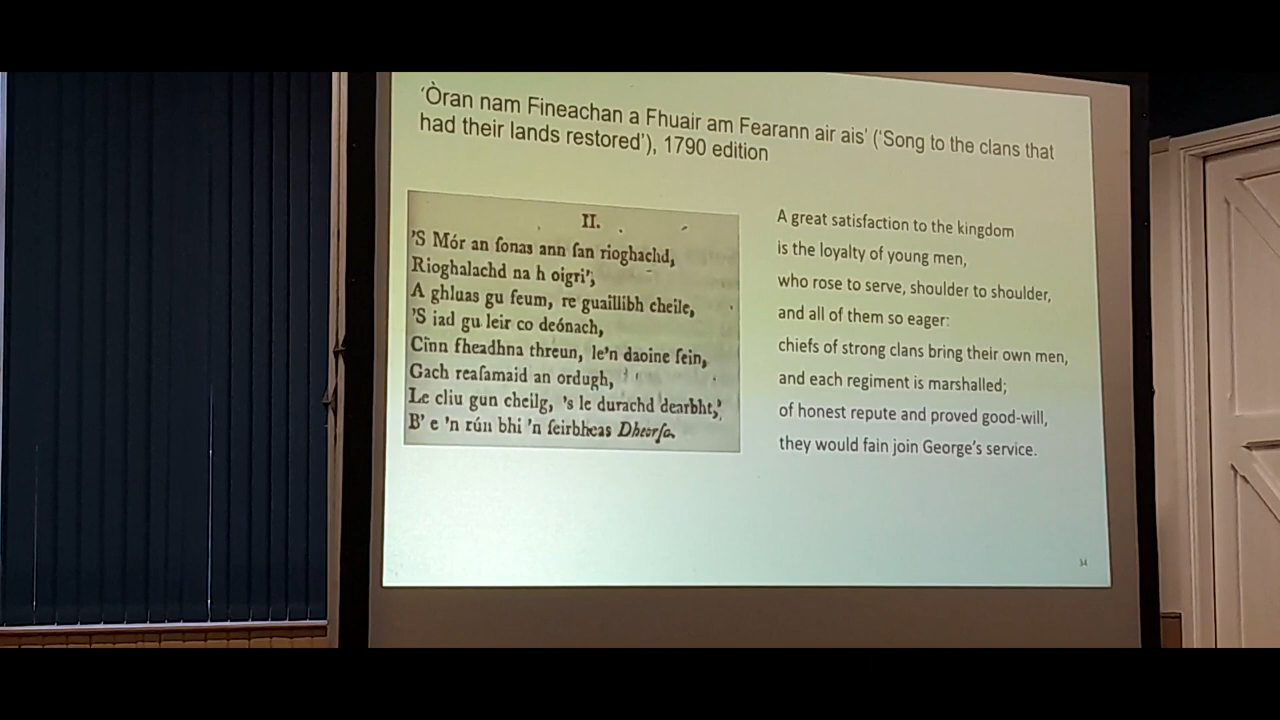 ‘Òran nam Fineachan a Fhuair am Fearann air ais’ (‘Song to the clans that
had their lands restored’), 1790 edition
II.
’S Mór an ſonas ann ſan rioghachd,
Rioghalachd na h oigri’;
A ghluas gu feum, re guaillibh cheile,
’S iad gu leir co deónach,
Cinn fheadhna threun, le’n daoine fein,
Gach reaſamaid an ordugh,
Le cliu gun cheilg, ’s le durachd dearbht,’
B’ e ’n rún bhi ’n ſeirbheas Dheorſa.
A great satisfaction to the kingdom
is the loyalty of young men,
who rose to serve, shoulder to shoulder,
and all of them so eager:
chiefs of strong clans bring their own men,
and each regiment is marshalled;
of honest repute and proved good-will,
they would fain join George’s service.
34